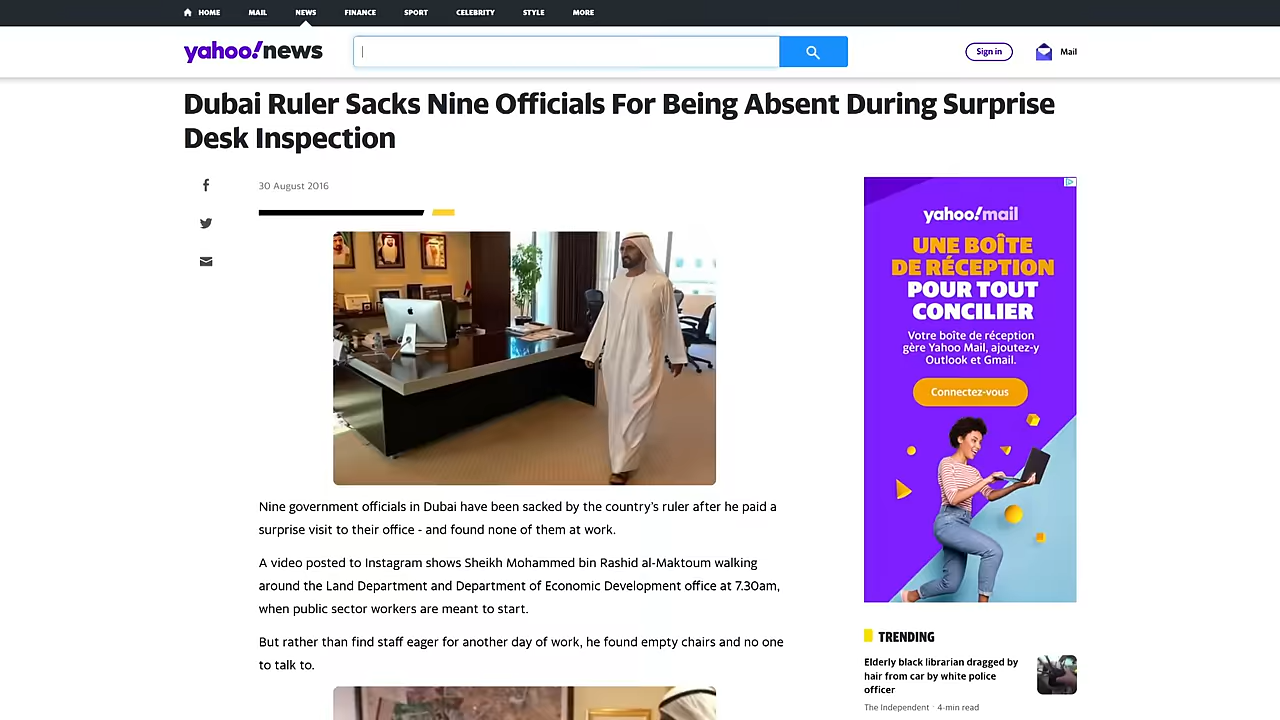 HOME MAIL NEWS FINANCE SPORT CELEBRITY STYLE MORE
yahoo!news
Sign in
Mail
Dubai Ruler Sacks Nine Officials For Being Absent During Surprise
Desk Inspection
30 August 2016
Nine government officials in Dubai have been sacked by the country's ruler after he paid a
surprise visit to their office - and found none of them at work.
A video posted to Instagram shows Sheikh Mohammed bin Rashid al-Maktoum walking
around the Land Department and Department of Economic Development office at 7.30am,
when public sector workers are meant to start.
But rather than find staff eager for another day of work, he found empty chairs and no one
to talk to.
yahoo!mail
UNE BOÎTE
DE RÉCEPTION
POUR TOUT
CONCILIER
Votre boîte de réception
gère Yahoo Mail, ajoutez-y
Outlook et Gmail.
Connectez-vous
TRENDING
Elderly black librarian dragged by
hair from car by white police
officer
The Independent · 4-min read